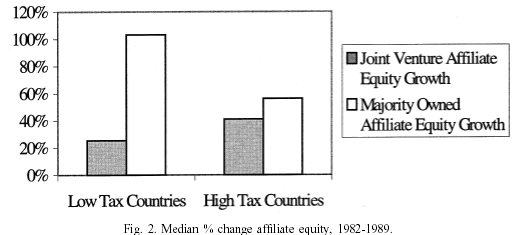 120%
100%
80%
60%
40%
20%
0%
Low Tax Countries High Tax Countries
Joint Venture Affiliate
Equity Growth
Majority Owned
Affiliate Equity Growth
Fig. 2. Median % change affiliate equity, 1982-1989.